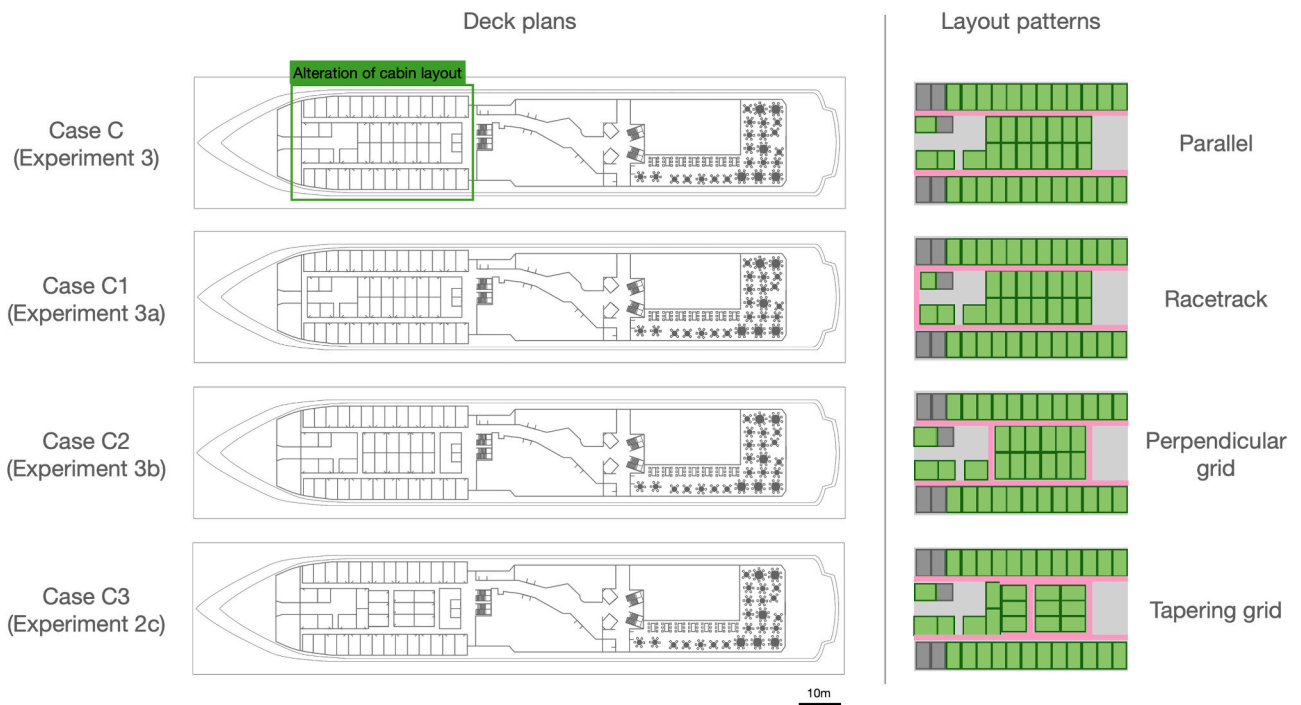 Deck plans
Layout patterns
Alteration of cabin layout
Case C
(Experiment 3)
Parallel
Case C1
(Experiment 3a)
Racetrack
Case C2
(Experiment 3b)
Perpendicular
grid
Case C3
(Experiment 2c)
Tapering grid
10m